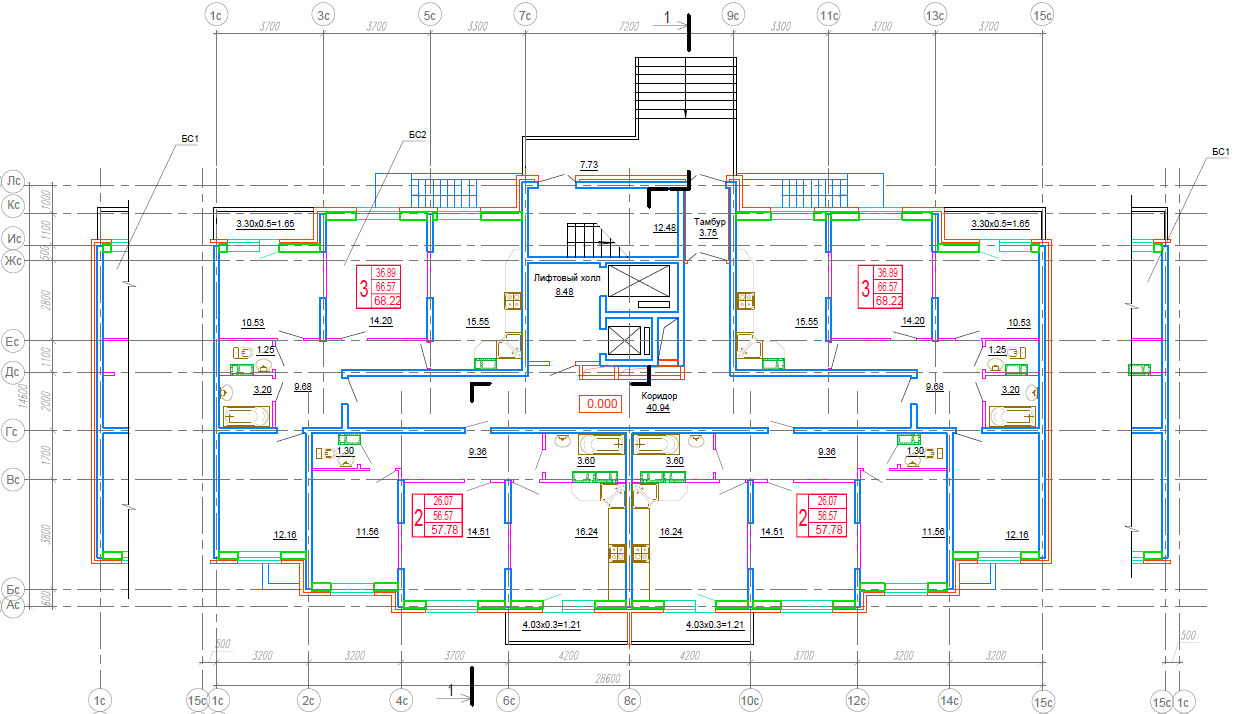 1с 3с 5с 7с 9с 11с 13с 15с
3700 3700 3300 7200 3300 3700 3700
1
БС1
БС2
БС1
7.73
Лс
Кс
Ис
Жс
Ес
Дс
Гс
Вс
Бс
Ас
1000
1100
500
2800
1100
2000
1700
3800
600
14600
3.30х0.5=1.65
3.30х0.5=1.65
12.48
Тамбур
3.75
Лифтовый холл
8.48
3
36.89
66.57
68.22
3
36.89
66.57
68.22
10.53 14.20 15.55 15.55 14.20 10.53
1.25 1.25
3.20 9.68 9.68 3.20
0.000
Коридор
40.94
1.30 9.36 3.60 3.60 9.36 1.30
2
26.07
56.57
57.78
2
26.07
56.57
57.78
12.16 11.56 14.51 16.24 16.24 14.51 11.56 12.16
4.03х0.3=1.21 4.03х0.3=1.21
500 500
3200 3200 3700 4200 4200 3700 3200 3200
28600
1
1с 15с 1с 2с 4с 6с 8с 10с 12с 14с 15с 15с 1с